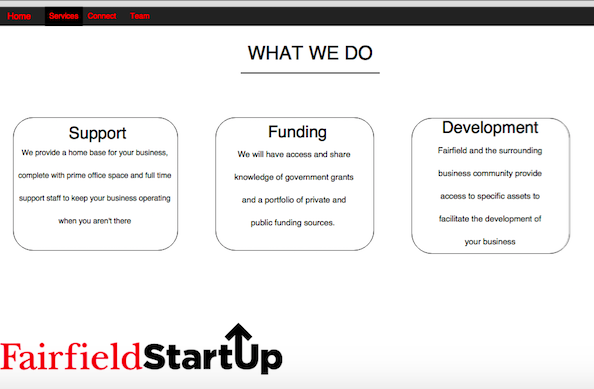 Home Services Connect Team
WHAT WE DO
Support
We provide a home base for your business,
complete with prime office space and full time
support staff to keep your business operating
when you aren't there
Funding
We will have access and share
knowledge of government grants
and a portfolio of private and
public funding sources.
Development
Fairfield and the surrounding
business community provide
access to specific assets to
facilitate the development of
your business
FairfieldStartUp